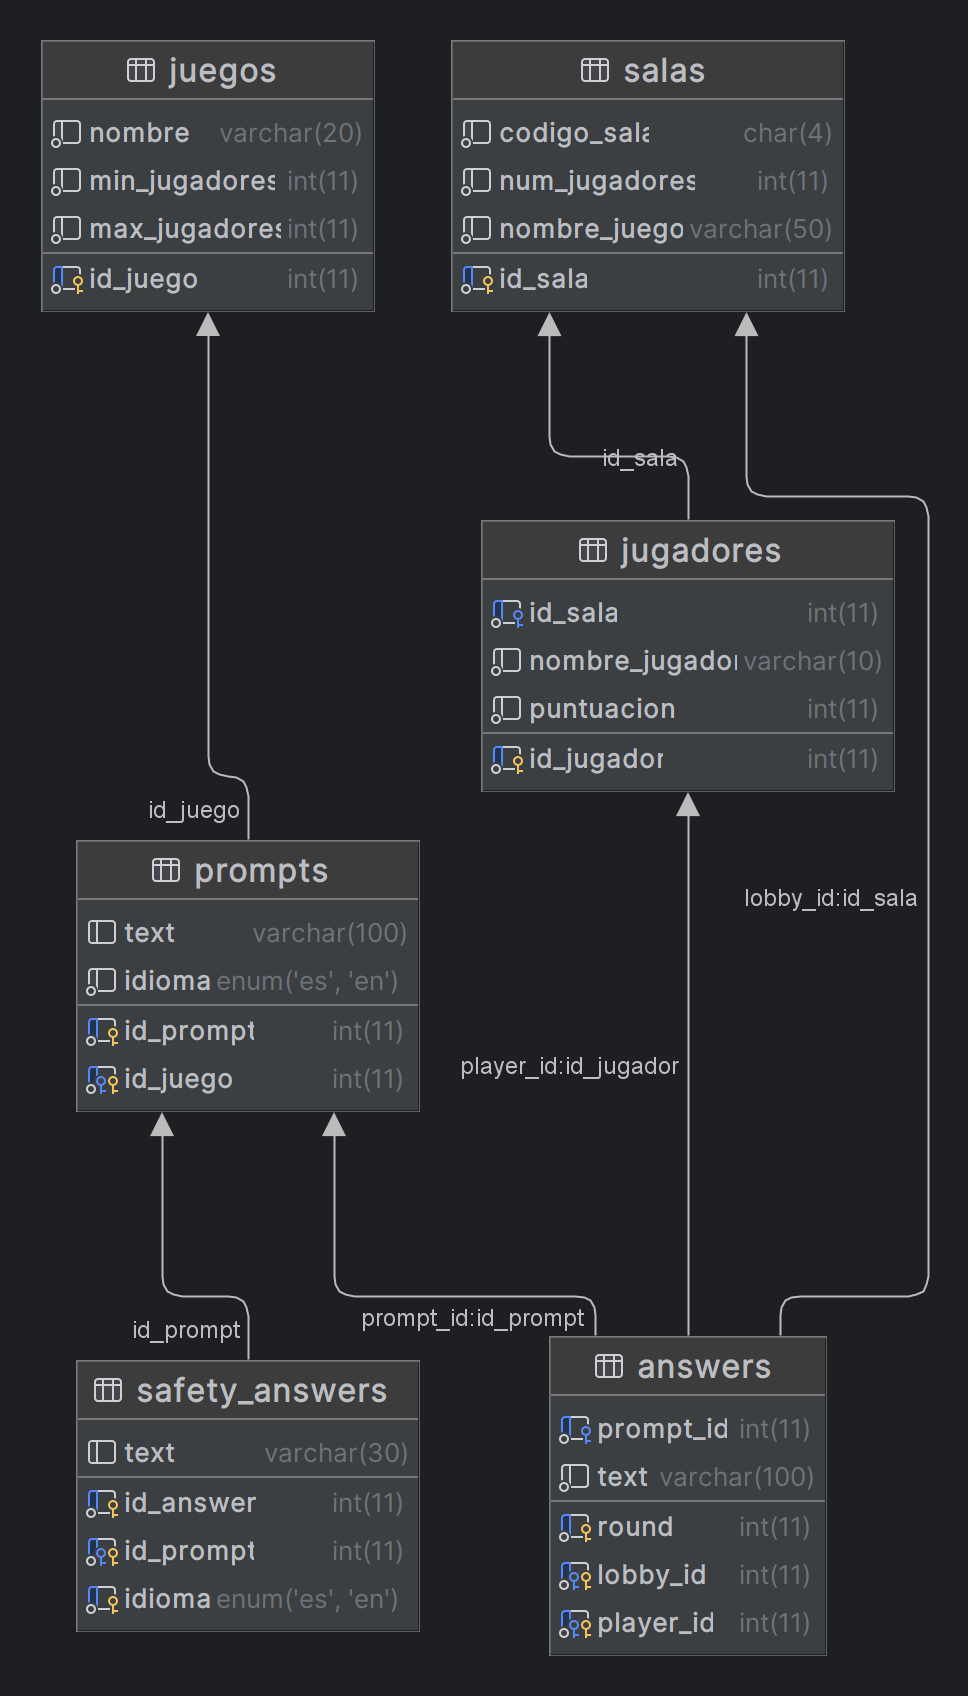 juegos
nombre varchar(20)
min_jugadores int(11)
max_jugadores int(11)
id_juego int(11)
salas
codigo_sala char(4)
num_jugadores int(11)
nombre_juego varchar(50)
id_sala int(11)
id_sala
jugadores
id_sala int(11)
nombre_jugador varchar(10)
puntuacion int(11)
id_jugador int(11)
id_juego
prompts
text varchar(100)
idioma enum('es', 'en')
id_prompt int(11)
id_juego int(11)
lobby_id:id_sala
player_id:id_jugador
prompt_id:id_prompt
id_prompt
safety_answers
text varchar(30)
id_answer int(11)
id_prompt int(11)
idioma enum('es', 'en')
answers
prompt_id int(11)
text varchar(100)
round int(11)
lobby_id int(11)
player_id int(11)